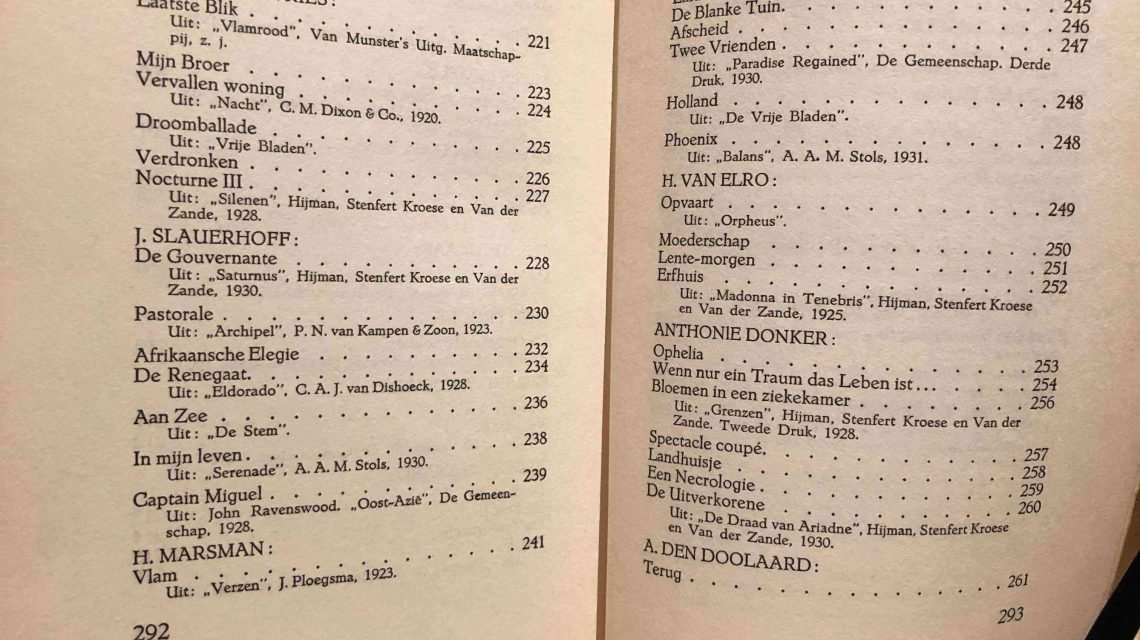 Laatste Blik . . . . . . . . . . . 221
Uit: „Vlamrood”, Van Munster's Uitg. Maatschap-
pij, z. j.
Mijn Broer . . . . . . . . . . . 223
Vervallen woning . . . . . . . . . 224
Uit: „Nacht”, C. M. Dixon & Co., 1920.
Droomballade . . . . . . . . . . 225
Uit: „Vrije Bladen”.
Verdronken . . . . . . . . . . . 226
Nocturne III . . . . . . . . . . . 227
Uit: „Silenen”, Hijman, Stenfert Kroese en Van der
Zande, 1928.
J. SLAUERHOFF:
De Gouvernante . . . . . . . . . 228
Uit: „Saturnus”, Hijman, Stenfert Kroese en Van der
Zande, 1930.
Pastorale . . . . . . . . . . . . 230
Uit: „Archipel”, P. N. van Kampen & Zoon, 1923.
Afrikaansche Elegie . . . . . . . . 232
De Renegaat. . . . . . . . . . . 234
Uit: „Eldorado”, C. A. J. van Dishoeck, 1928.
Aan Zee . . . . . . . . . . . . 236
Uit: „De Stem”.
In mijn leven. . . . . . . . . . . 238
Uit: „Serenade”, A. A. M. Stols, 1930.
Captain Miguel . . . . . . . . . . 239
Uit: John Ravenswood. „Oost-Azië”, De Gemeen-
schap, 1928.
H. MARSMAN:
Vlam . . . . . . . . . . . . . 241
Uit: „Verzen”, J. Ploegsma, 1923.
292
De Blanke Tuin. . . . . . . . . . 245
Afscheid . . . . . . . . . . . . 246
Twee Vrienden . . . . . . . . . . 247
Uit: „Paradise Regained”, De Gemeenschap. Derde
Druk, 1930.
Holland . . . . . . . . . . . . 248
Uit: „De Vrije Bladen”.
Phoenix . . . . . . . . . . . . 248
Uit: „Balans”, A. A. M. Stols, 1931.
H. VAN ELRO:
Opvaart . . . . . . . . . . . . 249
Uit: „Orpheus”.
Moederschap . . . . . . . . . . 250
Lente-morgen . . . . . . . . . . 251
Erfhuis . . . . . . . . . . . . 252
Uit: „Madonna in Tenebris”, Hijman, Stenfert Kroese
en Van der Zande, 1925.
ANTHONIE DONKER:
Ophelia . . . . . . . . . . . . 253
Wenn nur ein Traum das Leben ist . . . . . . 254
Bloemen in een ziekekamer . . . . . . 256
Uit: „Grenzen”, Hijman, Stenfert Kroese en Van der
Zande. Tweede Druk, 1928.
Spectacle coupé. . . . . . . . . . 257
Landhuisje . . . . . . . . . . . 258
Een Necrologie . . . . . . . . . . 259
De Uitverkorene . . . . . . . . . 260
Uit: „De Draad van Ariadne”, Hijman, Stenfert Kroese
en Van der Zande, 1930.
A. DEN DOOLAARD:
Terug . . . . . . . . . . . . . 261
293